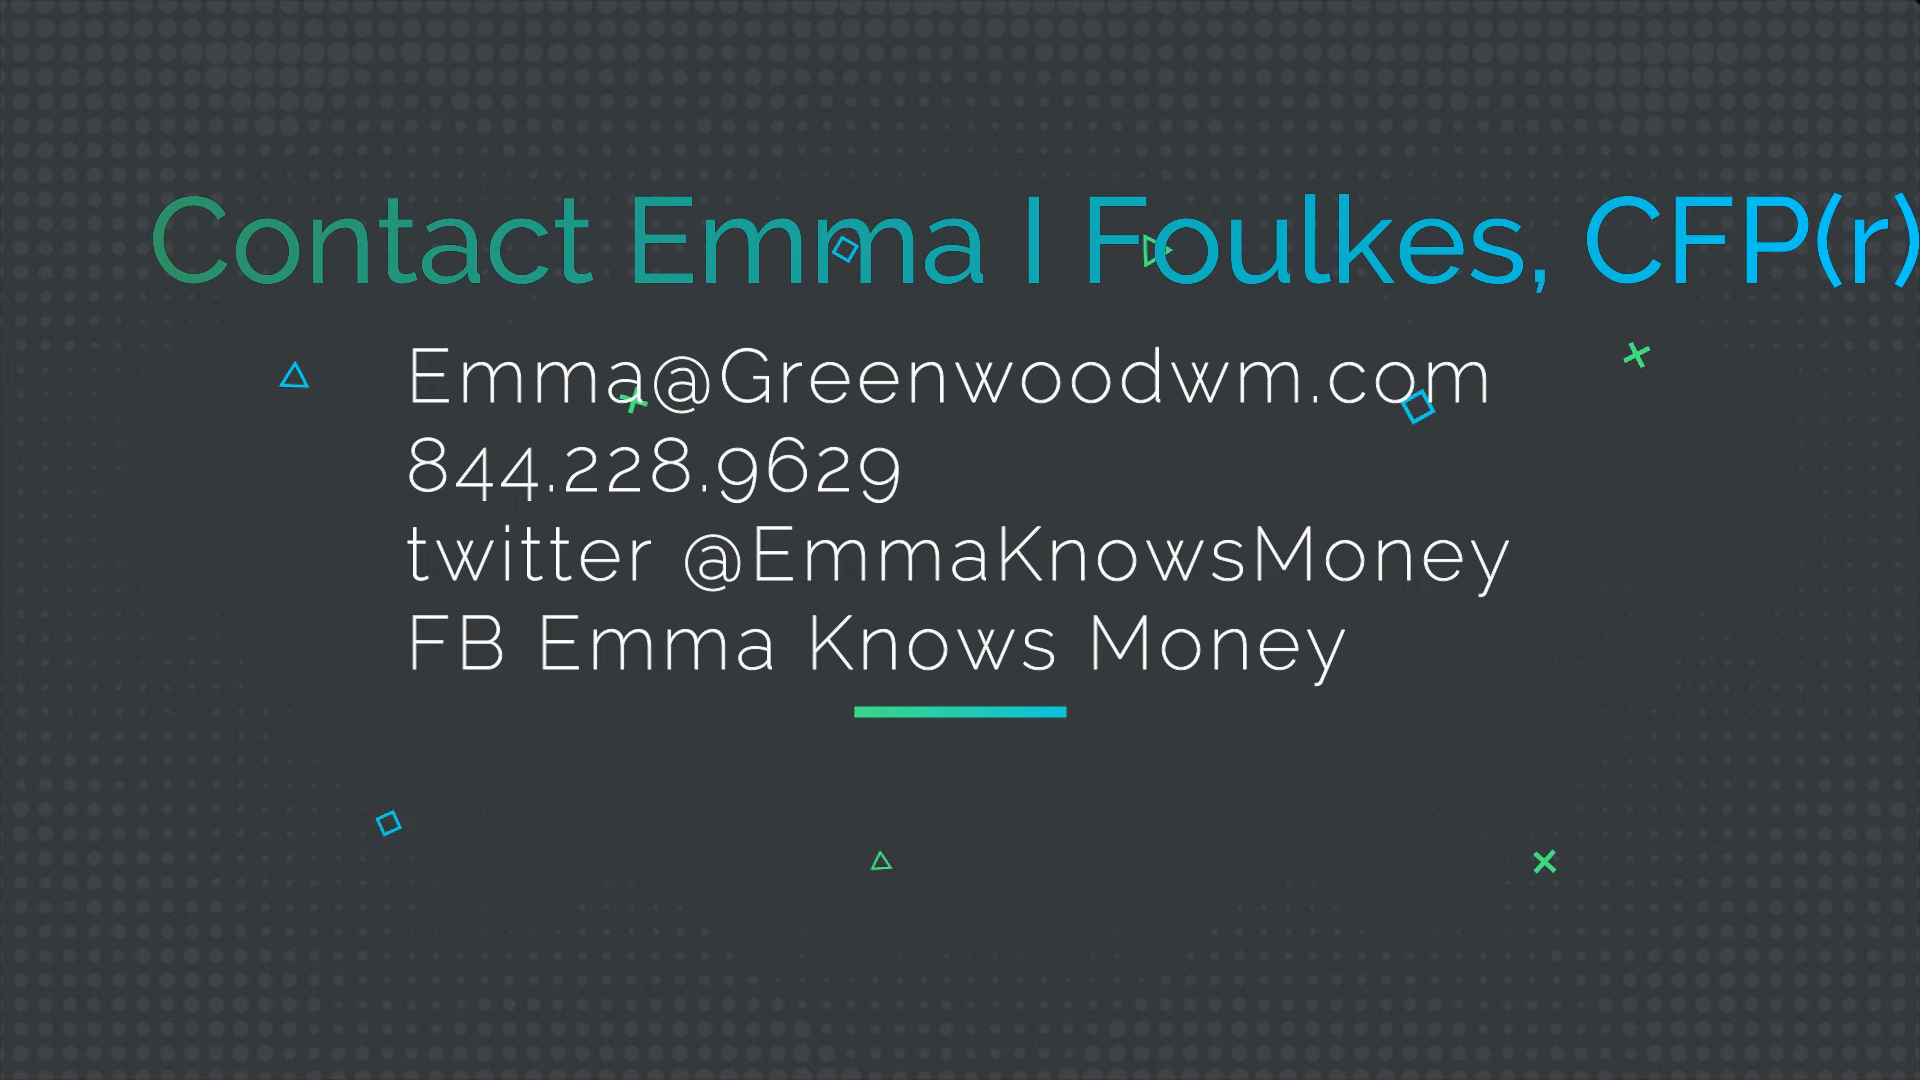 Contact Emma I Foulkes, CFP(r)
Emma@Greenwoodwm.com
844.228.9629
twitter @EmmaKnowsMoney
FB Emma Knows Money